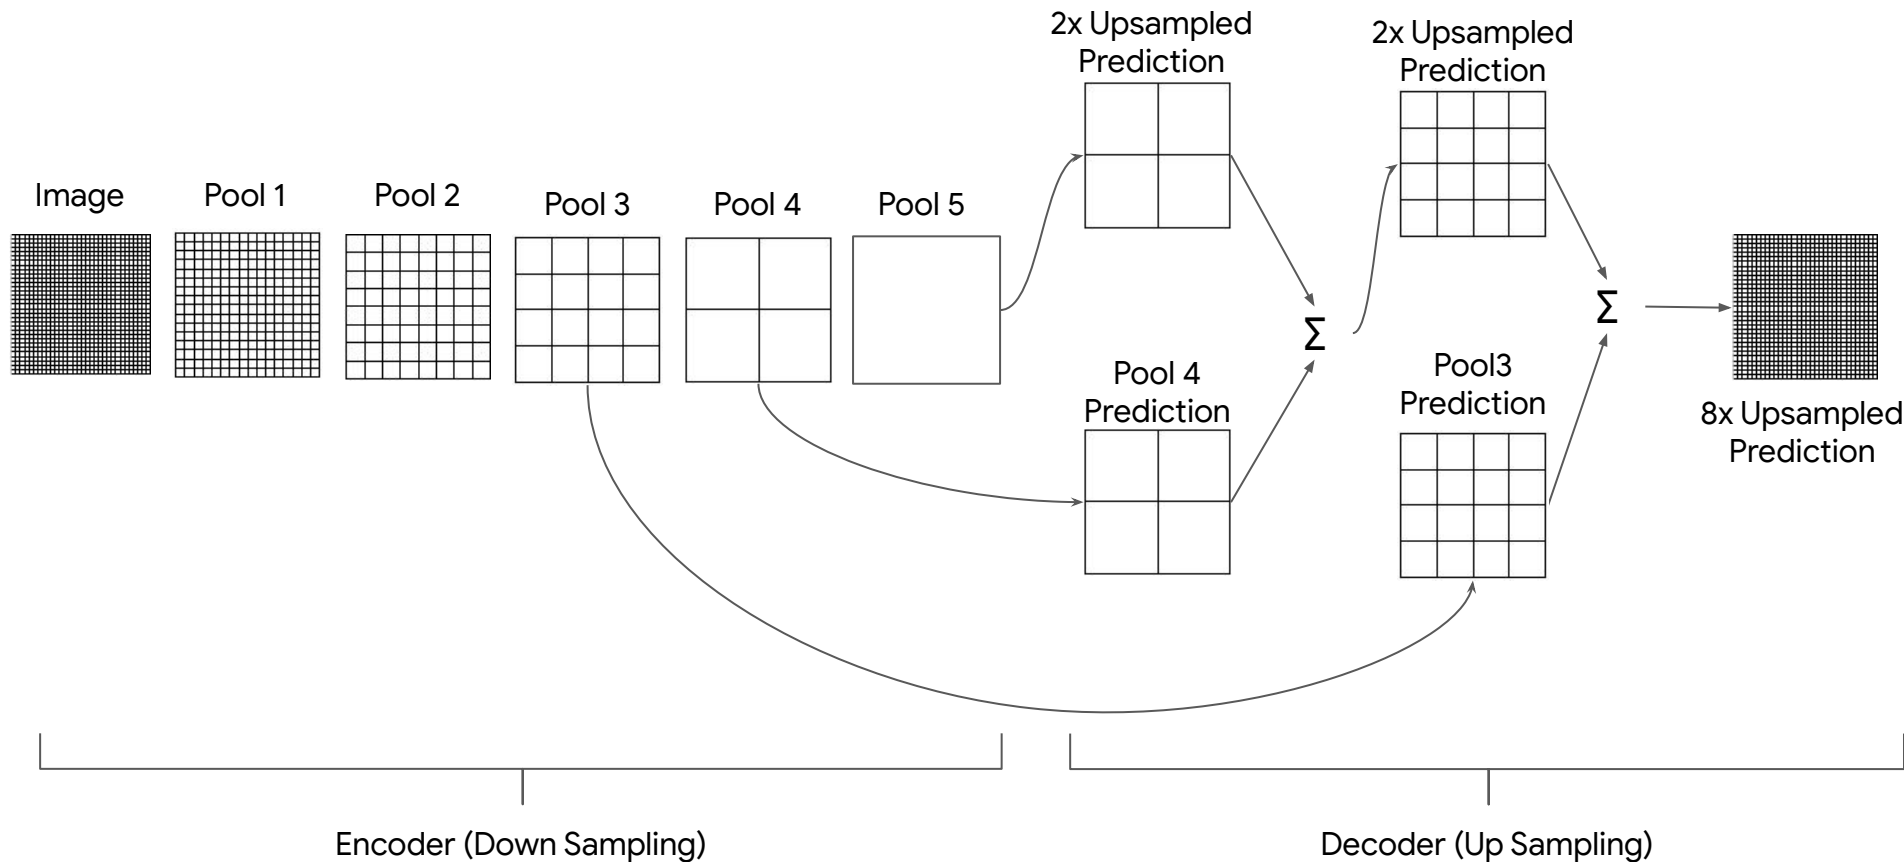 2x Upsampled
Prediction
2x Upsampled
Prediction
Image
Pool 1
Pool 2
Pool 3
Pool 4
Pool 5
Σ
Σ
Pool 4
Prediction
Pool3
Prediction
8x Upsampled
Prediction
Encoder (Down Sampling)
Decoder (Up Sampling)